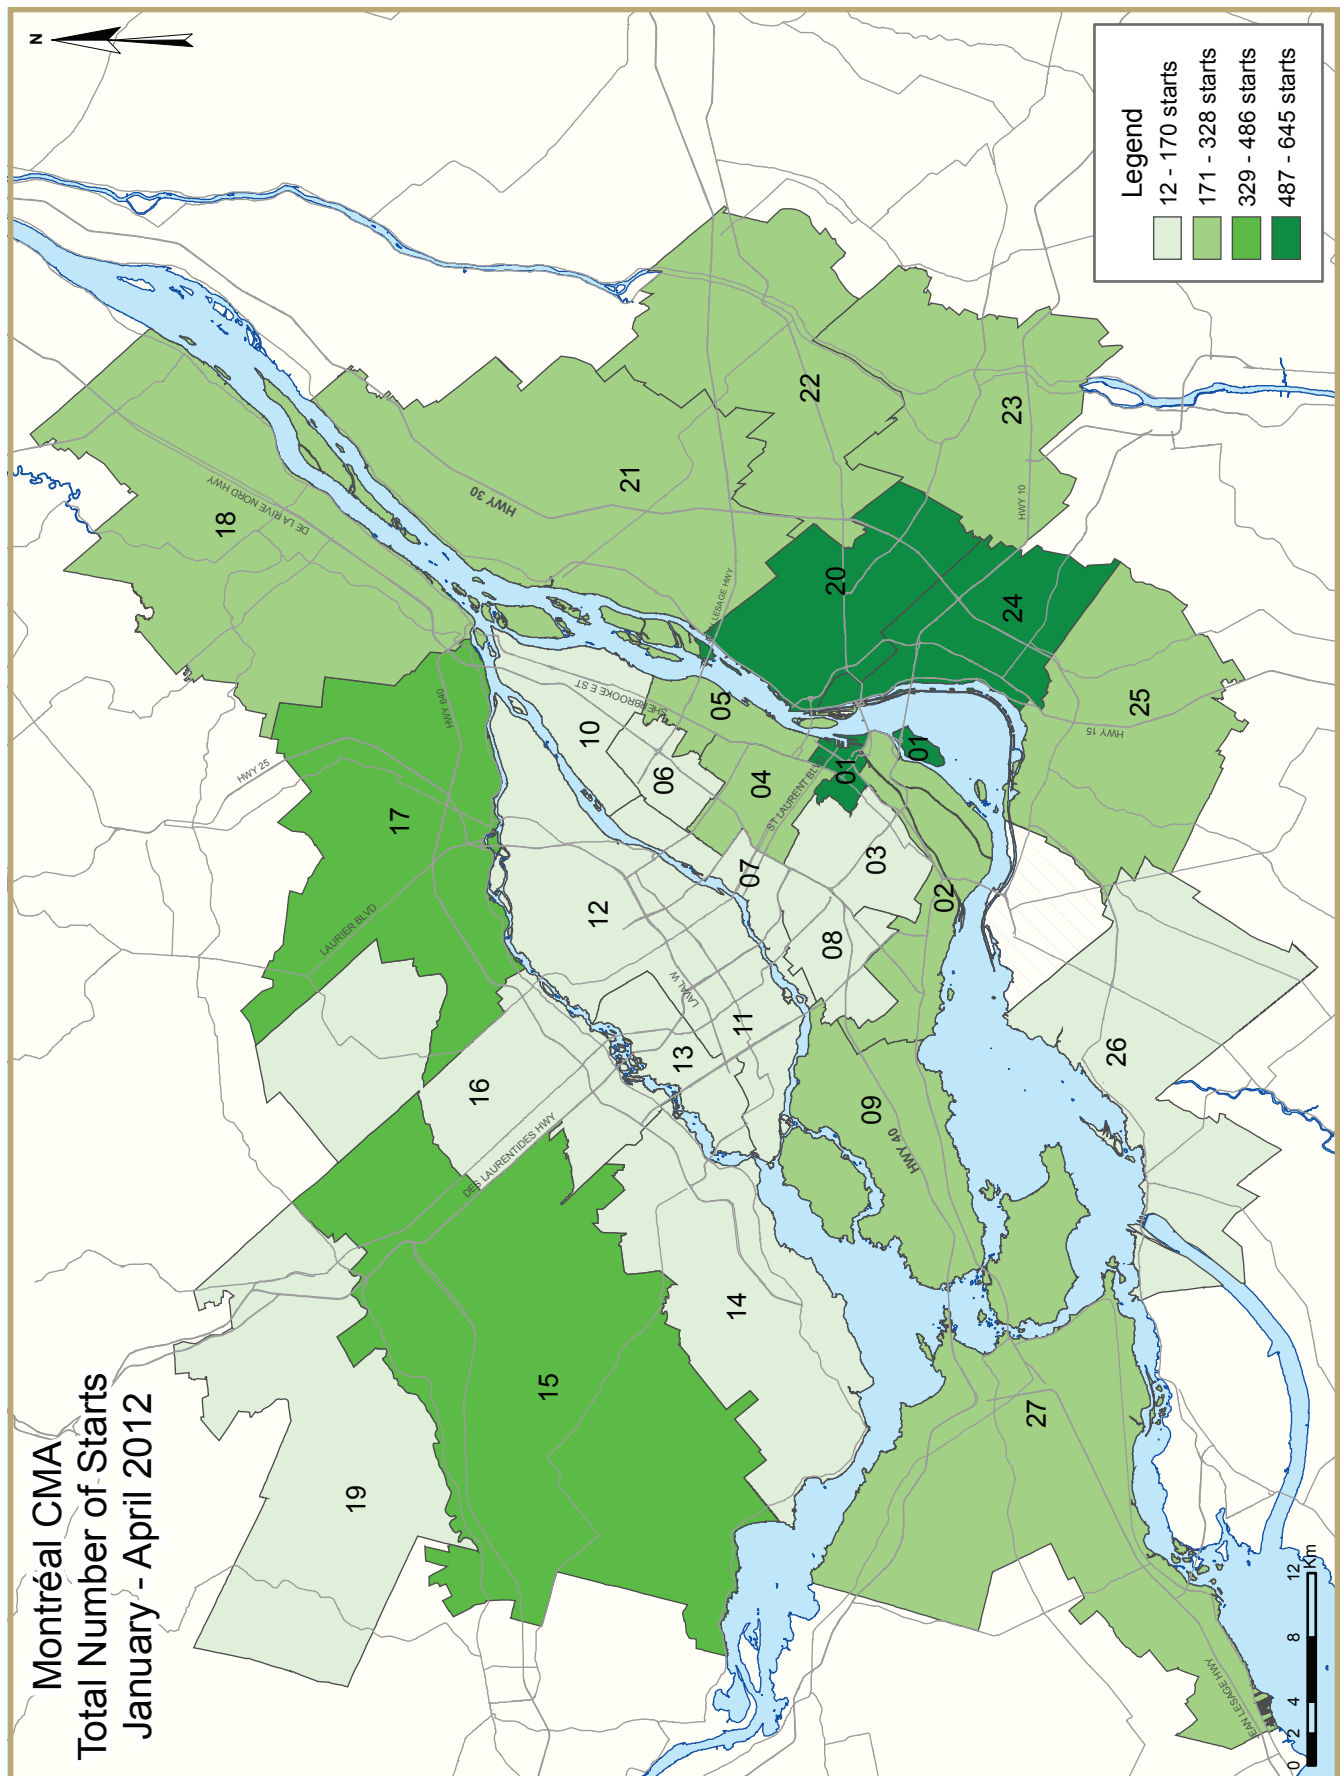 Montréal CMA
Total Number of Starts
January - April 2012
N
18
DE LA RIVE NORD HWY
HWY 25
19
LAURIER BLVD
17
HWY 640
HWY 30
16
DES LAURENTIDES HWY
15
SHERBROOKE E ST
10
12
21
06
13
LAVAL W
05
LESAGE HWY
14
11
07
04
ST LAURENT BLVD
22
08
01
20
03
09
HWY 40
01
02
23
24
HWY 10
27
26
HWY 15
25
EAN LESAGE HWY
Legend
12 - 170 starts
171 - 328 starts
329 - 486 starts
487 - 645 starts
0 2 4 8 12
Km